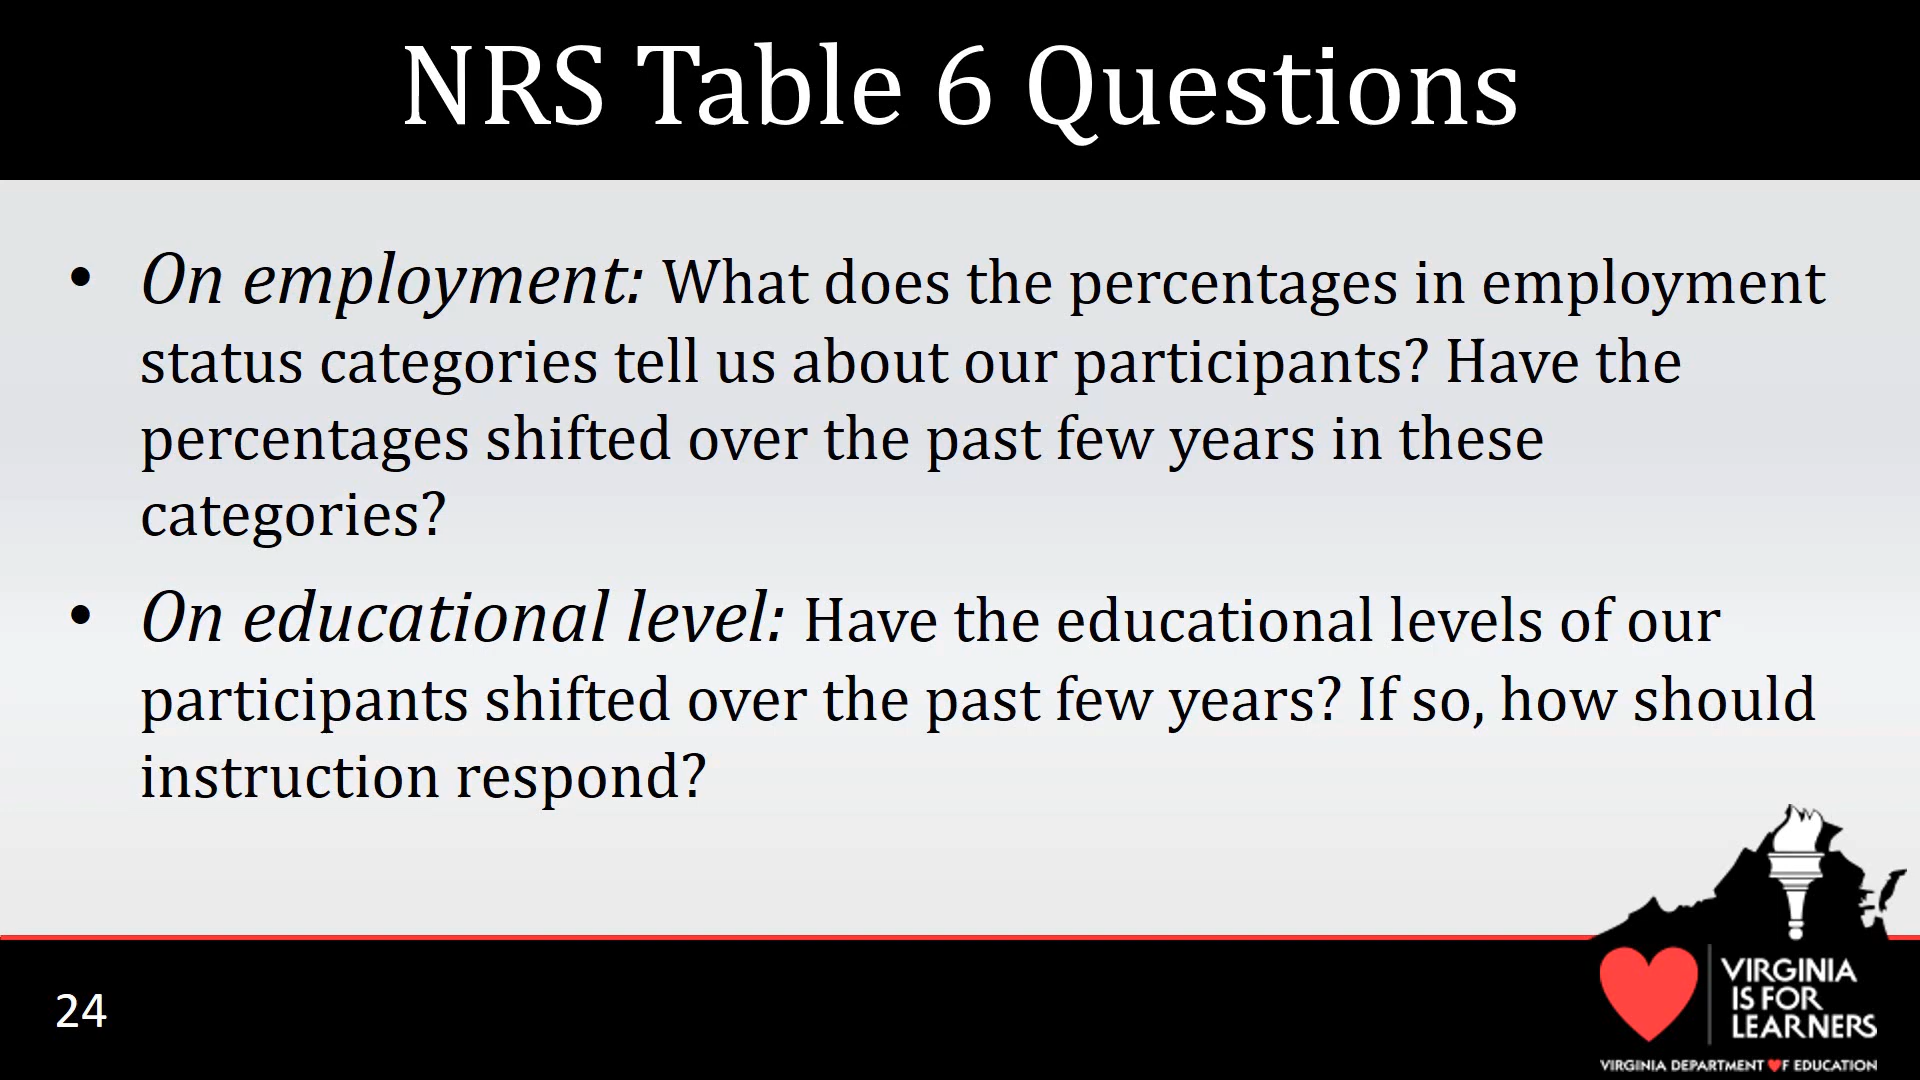 NRS Table 6 Questions
• On employment: What does the percentages in employment
status categories tell us about our participants? Have the
percentages shifted over the past few years in these
categories?
• On educational level: Have the educational levels of our
participants shifted over the past few years? If so, how should
instruction respond?
24
VIRGINIA
IS FOR
LEARNERS
VIRGINIA DEPARTMENT ♥F EDUCATION